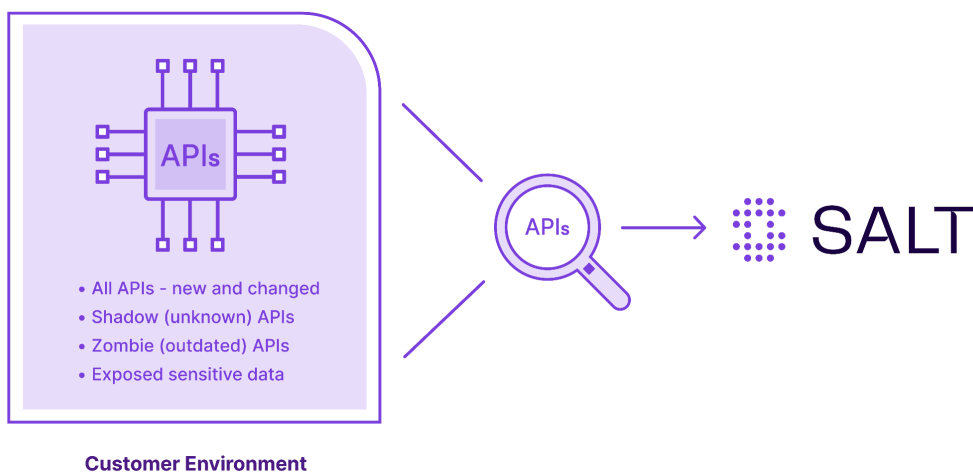 APIs
• All APIs - new and changed
• Shadow (unknown) APIs
• Zombie (outdated) APIs
• Exposed sensitive data
Customer Environment
APIs
SALT